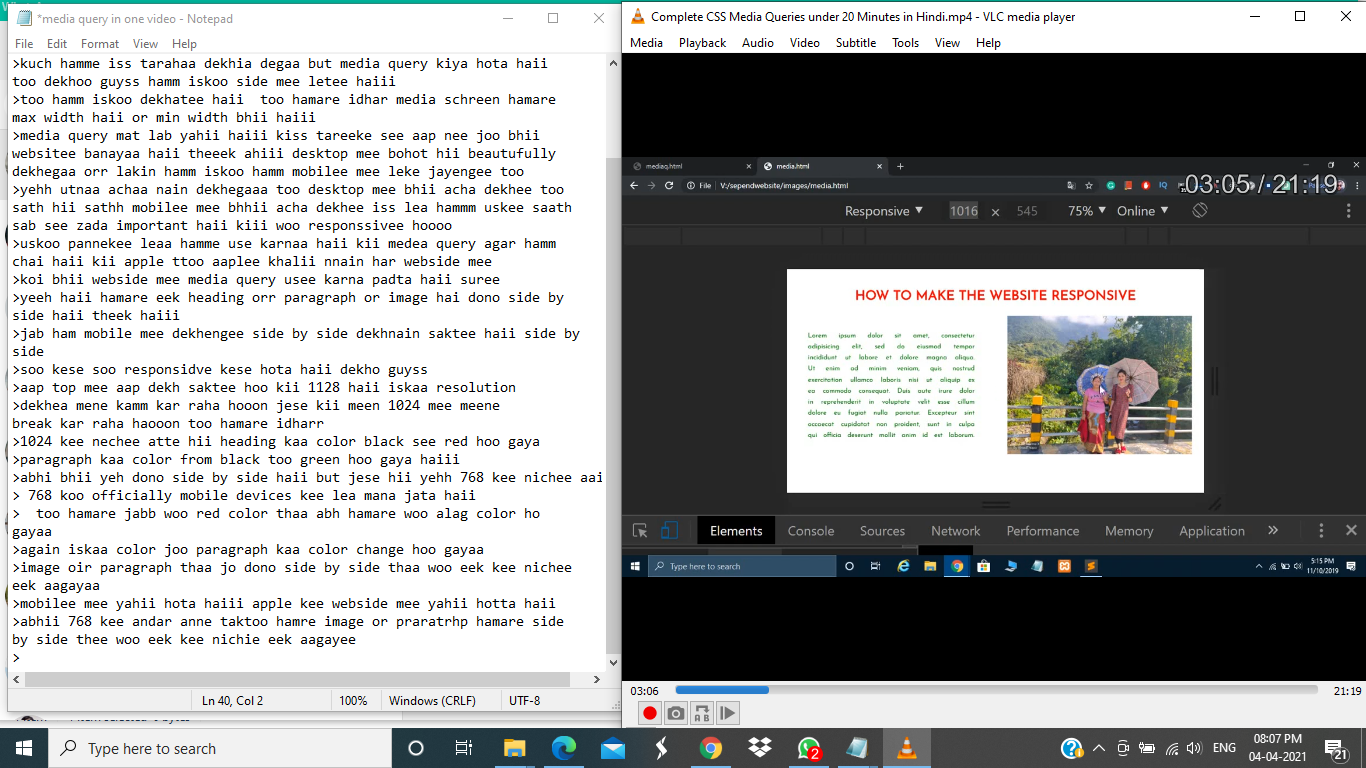 *media query in one video - Notepad
File Edit Format View Help
>kuch hamme iss tarahaa dekhia degaa but media query kiya hota haii
too dekhoo guyss hamm iskoo side mee letee haiii
>too hamm iskoo dekhatee haii  too hamare idhar media schreen hamare
max width haii or min width bhii haiii
>media query mat lab yahii haiii kiss tareeke see aap nee joo bhii
websitee banayaa haii theeek ahiii desktop mee bohot hii beautufully
dekhegaa orr lakin hamm iskoo hamm mobilee mee leke jayengee too
>yehh utnaa achaa nain dekhegaaa too desktop mee bhii acha dekhee too
sath hii sathh mobilee mee bhhii acha dekhee iss lea hammm uskee saath
sab see zada important haii kiii woo responssivee hoooo
>uskoo pannekee leaa hamme use karnaa haii kii medea query agar hamm
chai haii kii apple ttoo aaplee khalii nnain har webside mee
>koi bhii webside mee media query usee karna padta haii suree
>yeeh haii hamare eek heading orr paragraph or image hai dono side by
side haii theek haiii
>jab ham mobile mee dekhengee side by side dekhnain saktee haii side by
side
>soo kese soo responsidve kese hota haii dekho guyss
>aap top mee aap dekh saktee hoo kii 1128 haii iskaa resolution
>dekhea mene kamm kar raha hooon jese kii meen 1024 mee meene
break kar raha haooon too hamare idharr
>1024 kee nechee atte hii heading kaa color black see red hoo gaya
>paragraph kaa color from black too green hoo gaya haiii
>abhi bhii yeh dono side by side haii but jese hii yehh 768 kee nichee aai
> 768 koo officially mobile devices kee lea mana jata haii
>  too hamare jabb woo red color thaa abh hamare woo alag color ho
gayaa
>again iskaa color joo paragraph kaa color change hoo gayaa
>image oir paragraph thaa jo dono side by side thaa woo eek kee nichee
eek aagayaa
>mobilee mee yahii hota haiii apple kee webside mee yahii hotta haii
>abhii 768 kee andar anne taktoo hamre image or praratrhp hamare side
by side thee woo eek kee nichie eek aagayee
>
Ln 40, Col 2 100% Windows (CRLF) UTF-8
Complete CSS Media Queries under 20 Minutes in Hindi.mp4 - VLC media player
Media Playback Audio Video Subtitle Tools View Help
mediaq.html media.html
File V:/sependwebsite/images/media.html
03:05 / 21:19
Responsive 1016 x 545 75% Online
HOW TO MAKE THE WEBSITE RESPONSIVE
Lorem ipsum dolor sit amet, consectetur
adipisicing elit, sed do eiusmod tempor
incididunt ut labore et dolore magna aliqua.
Ut enim ad minim veniam, quis nostrud
exercitation ullamco laboris nisi ut aliquip ex
ea commodo consequat. Duis aute irure dolor
in reprehenderit in voluptate velit esse cillum
dolore eu fugiat nulla pariatur. Excepteur sint
occaecat cupidatat non proident, sunt in culpa
qui officia deserunt mollit anim id est laborum.
Elements Console Sources Network Performance Memory Application »
Type here to search
5:15 PM
11/10/2019
03:06 21:19
Type here to search
2
ENG
08:07 PM
04-04-2021
21